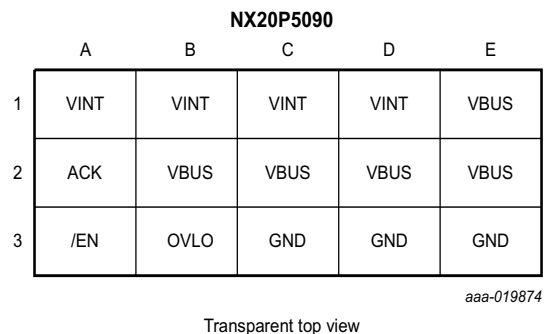 NX20P5090
A B C D E
1 VINT VINT VINT VINT VBUS
2 ACK VBUS VBUS VBUS VBUS
3 /EN OVLO GND GND GND
aaa-019874
Transparent top view